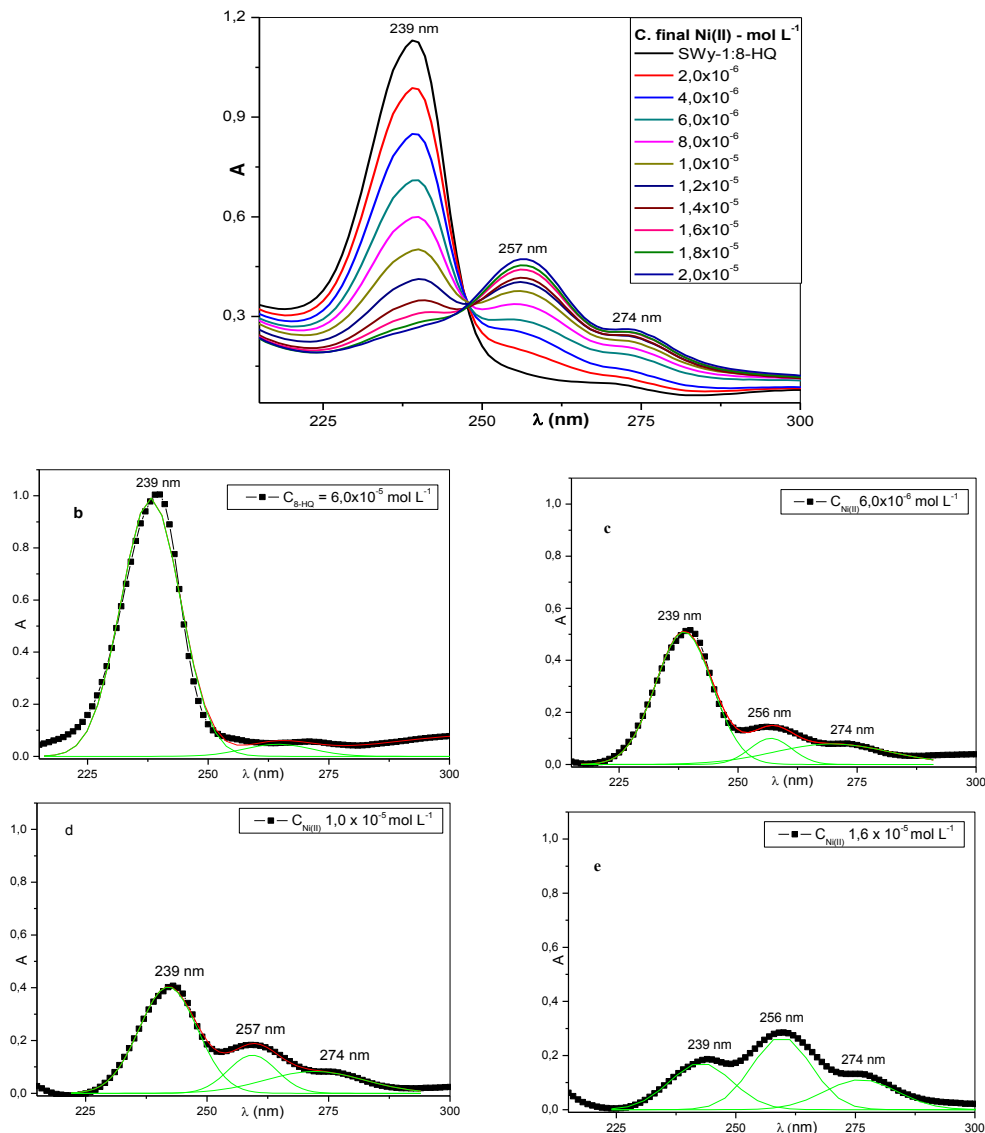 1,2
0,9
0,6
0,3
A
239 nm
257 nm
274 nm
C. final Ni(II) - mol L⁻¹
SWy-1:8-HQ
2,0x10⁻⁶
4,0x10⁻⁶
6,0x10⁻⁶
8,0x10⁻⁶
1,0x10⁻⁵
1,2x10⁻⁵
1,4x10⁻⁵
1,6x10⁻⁵
1,8x10⁻⁵
2,0x10⁻⁵
225 250 275 300
λ (nm)
b
239 nm
C₈₋HQ = 6,0x10⁻⁵ mol L⁻¹
1.0
0.8
0.6
0.4
0.2
0.0
A
225 250 275 300
λ (nm)
c
C_Ni(II) 6,0x10⁻⁶ mol L⁻¹
239 nm
256 nm
274 nm
1,0
0,8
0,6
0,4
0,2
0,0
A
225 250 275 300
λ (nm)
d
C_Ni(II) 1,0 x 10⁻⁵ mol L⁻¹
239 nm
257 nm
274 nm
1,0
0,8
0,6
0,4
0,2
0,0
A
225 250 275 300
λ (nm)
e
C_Ni(II) 1,6 x 10⁻⁵ mol L⁻¹
239 nm
256 nm
274 nm
1,0
0,8
0,6
0,4
0,2
0,0
A
225 250 275 300
λ (nm)